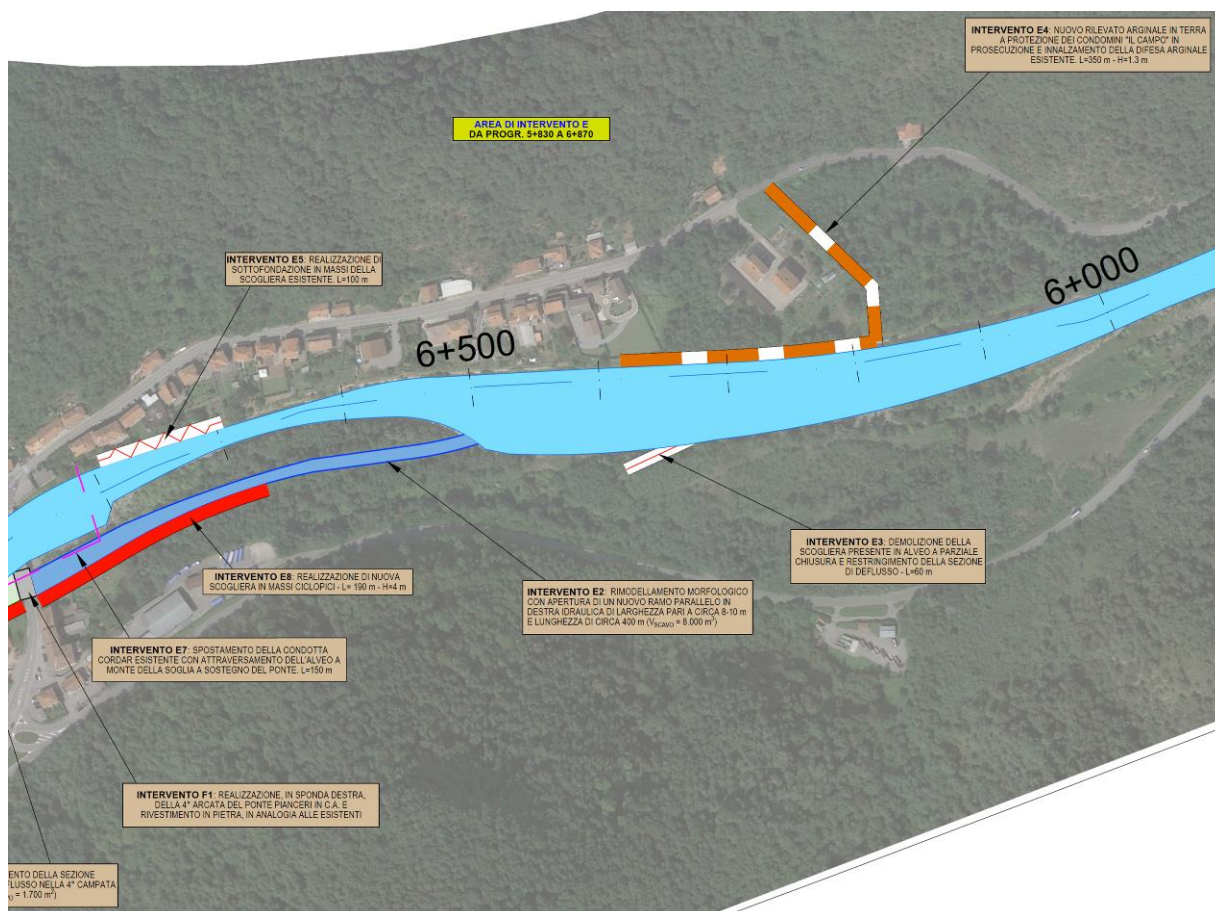 INTERVENTO E4: NUOVO RILEVATO ARGINALE IN TERRA
A PROTEZIONE DEI CONDOMINI "IL CAMPO" IN
PROSECUZIONE E INNALZAMENTO DELLA DIFESA ARGINALE
ESISTENTE. L=350 m - H=1.3 m
AREA DI INTERVENTO E
DA PROGR. 5+830 A 6+870
INTERVENTO E5: REALIZZAZIONE DI
SOTTOFONDAZIONE IN MASSI DELLA
SCOGLIERA ESISTENTE. L=100 m
6+000
6+500
INTERVENTO E3: DEMOLIZIONE DELLA
SCOGLIERA PRESENTE IN ALVEO A PARZIALE
CHIUSURA E RESTRINGIMENTO DELLA SEZIONE
DI DEFLUSSO - L=60 m
INTERVENTO E8: REALIZZAZIONE DI NUOVA
SCOGLIERA IN MASSI CICLOPICI - L= 190 m - H=4 m
INTERVENTO E2: RIMODELLAMENTO MORFOLOGICO
CON APERTURA DI UN NUOVO RAMO PARALLELO IN
DESTRA IDRAULICA DI LARGHEZZA PARI A CIRCA 8-10 m
E LUNGHEZZA DI CIRCA 400 m (VSCAVO = 8.000 m³)
INTERVENTO E7: SPOSTAMENTO DELLA CONDOTTA
CORDAR ESISTENTE CON ATTRAVERSAMENTO DELL'ALVEO A
MONTE DELLA SOGLIA A SOSTEGNO DEL PONTE. L=150 m
INTERVENTO F1: REALIZZAZIONE, IN SPONDA DESTRA,
DELLA 4° ARCATA DEL PONTE PIANCERI IN C.A. E
RIVESTIMENTO IN PIETRA, IN ANALOGIA ALLE ESISTENTI
ENTO DELLA SEZIONE
FLUSSO NELLA 4° CAMPATA
= 1.700 m³)